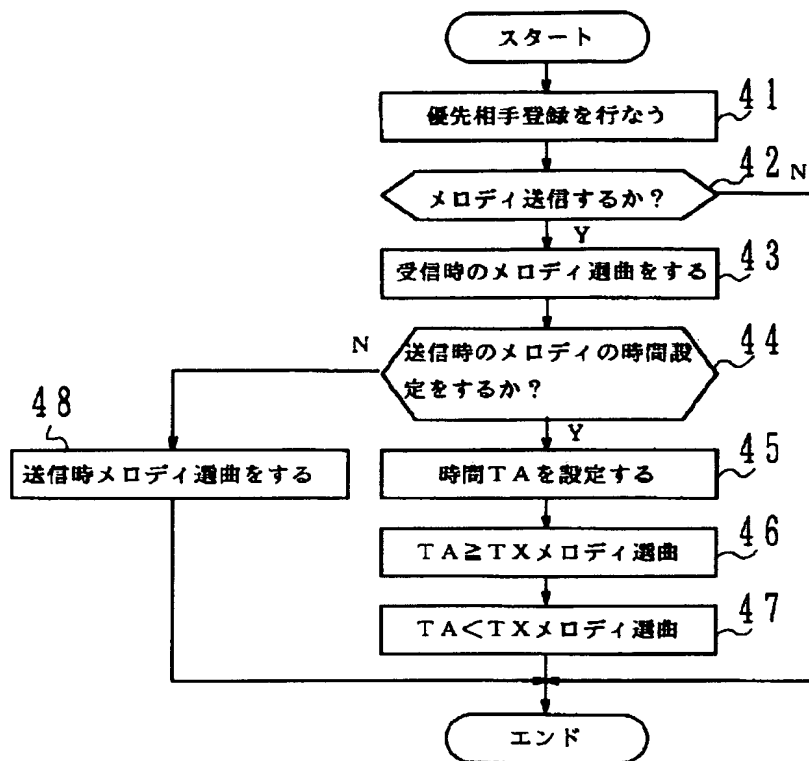 スタート
優先相手登録を行なう
41
メロディ送信するか?
42
N
Y
受信時のメロディ選曲をする
43
送信時のメロディの時間設
定をするか?
44
N
Y
48
送信時メロディ選曲をする
時間TAを設定する
45
TA≧TXメロディ選曲
46
TA<TXメロディ選曲
47
エンド